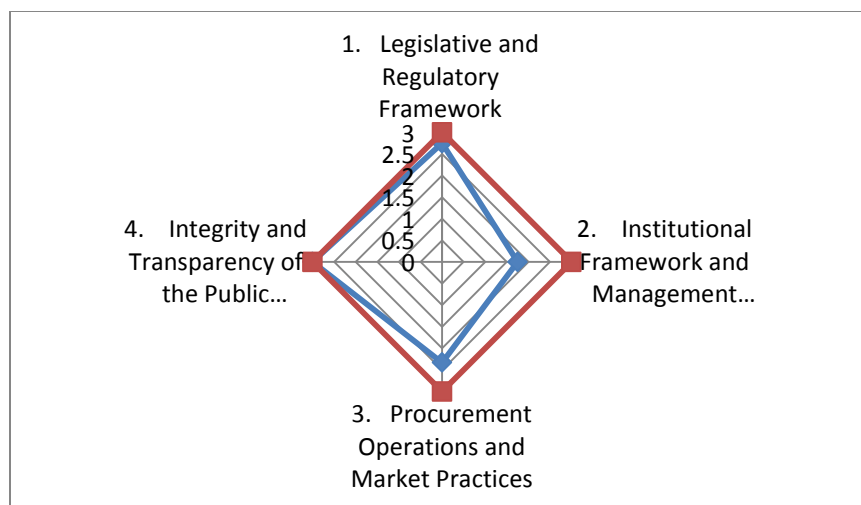 1. Legislative and
Regulatory
Framework
3
2.5
2
1.5
1
0.5
0
2. Institutional
Framework and
Management...
3. Procurement
Operations and
Market Practices
4. Integrity and
Transparency of
the Public...